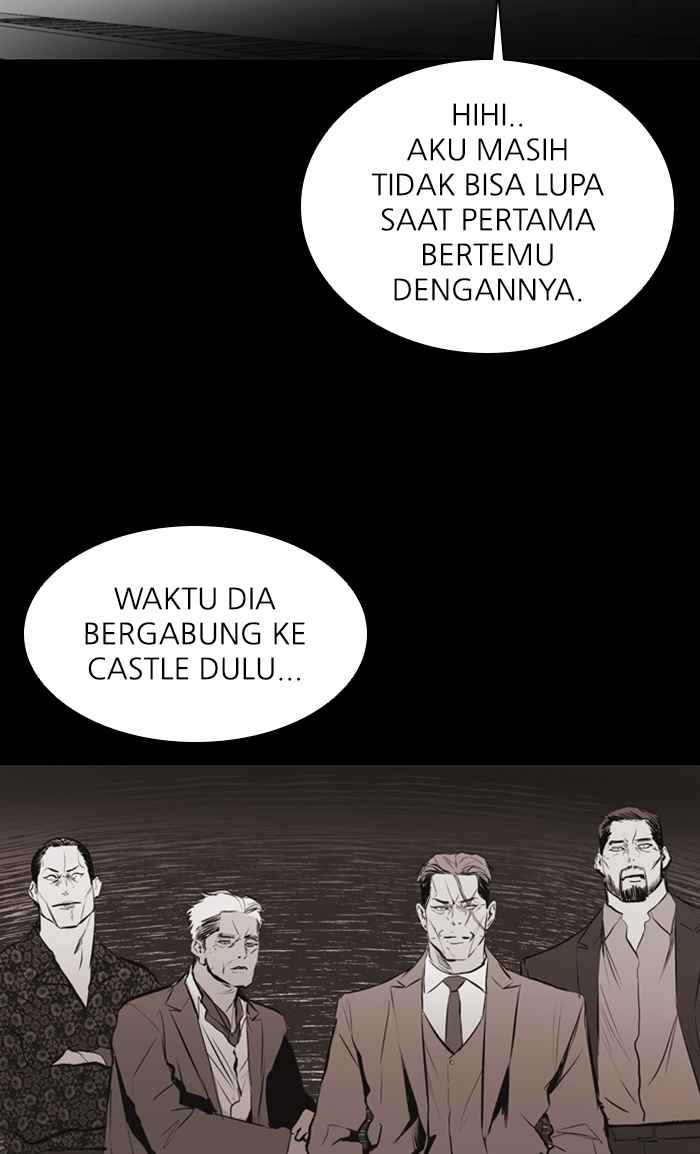 HIHI..
AKU MASIH
TIDAK BISA LUPA
SAAT PERTAMA
BERTEMU
DENGANNYA.
WAKTU DIA
BERGABUNG KE
CASTLE DULU...